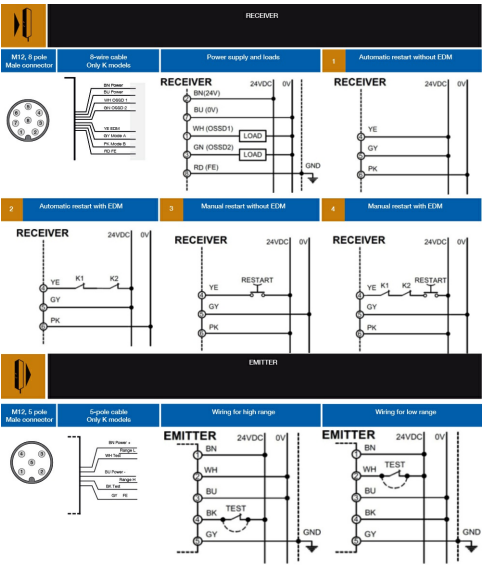 RECEIVER
M12, 8 pole
Male connector
8-wire cable
Only K models
Power supply and loads
1 Automatic restart without EDM
BN Power
BU Power
WH OSSD1
GN OSSD 2
YE EDM
GY Mode A
PK Mode B
RD FE
RECEIVER
24VDC
0V
BN(24V)
BU (0V)
WH (OSSD1)
LOAD
GN (OSSD2)
LOAD
RD (FE)
GND
RECEIVER
24VDC
0V
YE
GY
PK
2 Automatic restart with EDM
3 Manual restart without EDM
4 Manual restart with EDM
RECEIVER
24VDC
0V
YE
K1
K2
GY
PK
RECEIVER
24VDC
0V
YE
RESTART
GY
PK
RECEIVER
24VDC
0V
YE
K1
K2
RESTART
GY
PK
EMITTER
M12, 5 pole
Male connector
5-pole cable
Only K models
Wiring for high range
Wiring for low range
BN Power +
Range L
WH Test
BU Power -
Range H
BK Test
GY FE
EMITTER
24VDC
0V
BN
WH
BU
BK
TEST
GY
GND
EMITTER
24VDC
0V
BN
WH
TEST
BU
BK
GY
GND